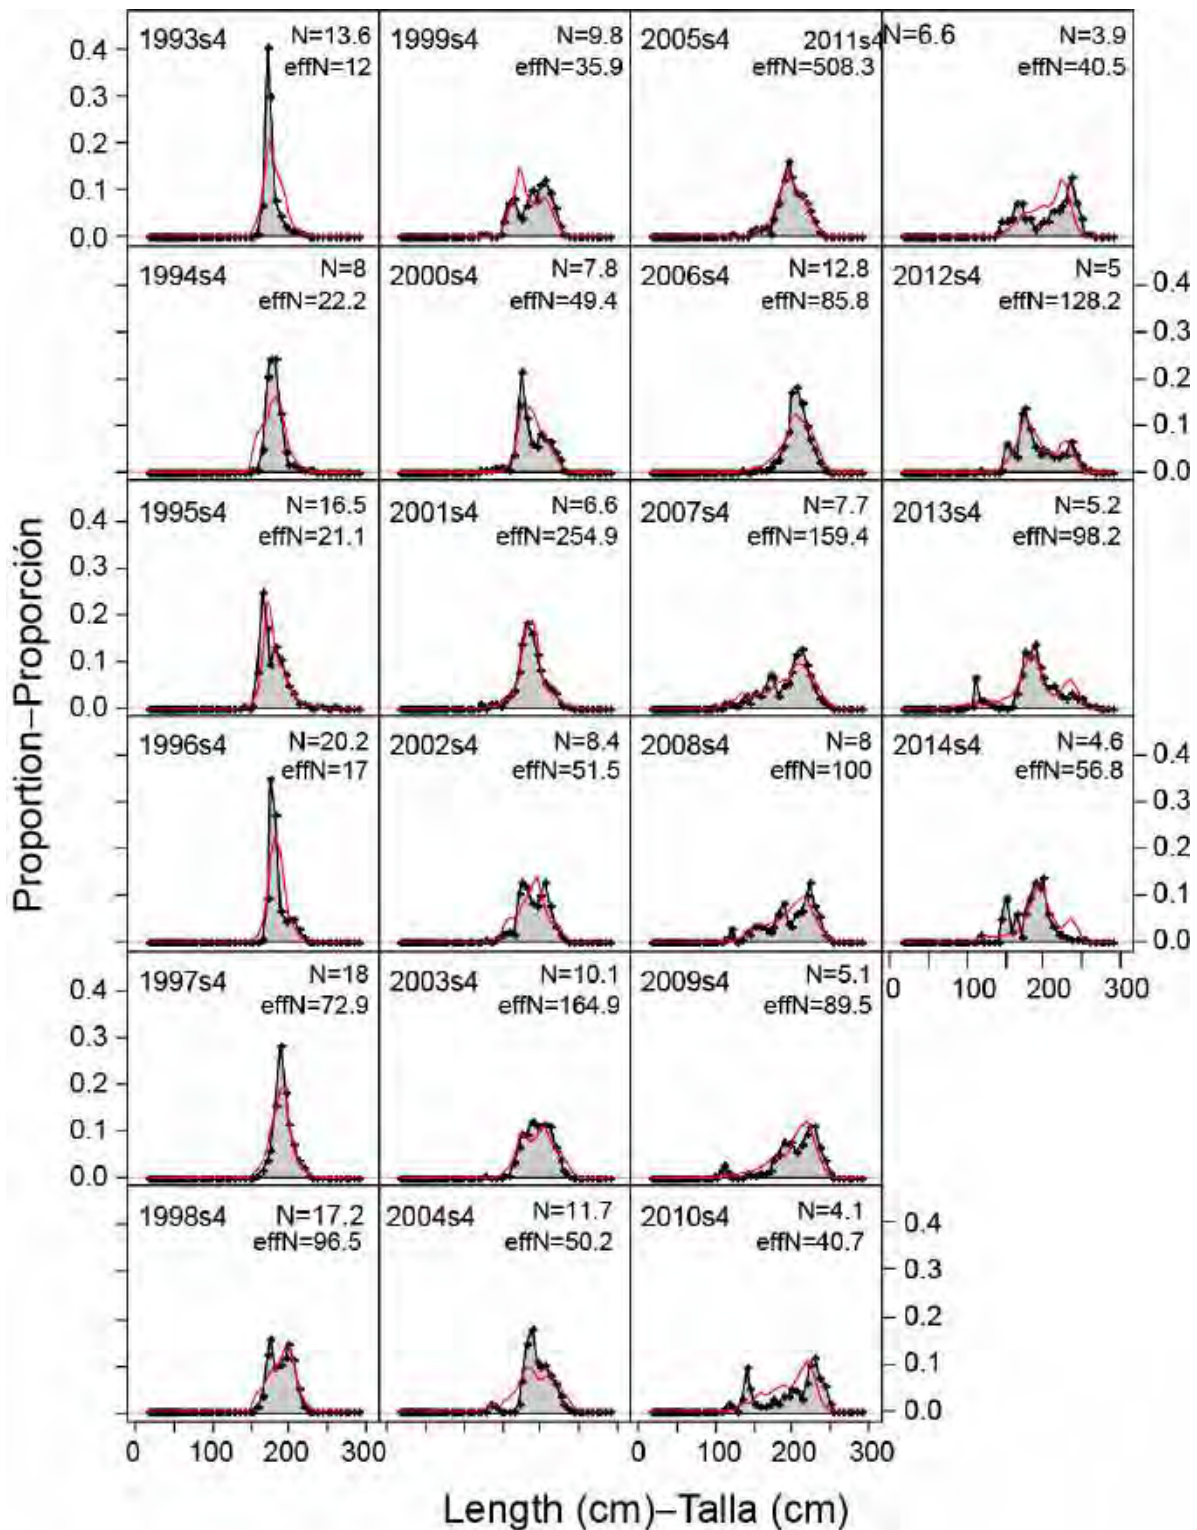 1993s4 N=13.6 1999s4 N=9.8 2005s4 2011s4 N=6.6 N=3.9
effN=12 effN=35.9 effN=508.3 effN=40.5
0.4
0.3
0.2
0.1
0.0
1994s4 N=8 2000s4 N=7.8 2006s4 N=12.8 2012s4 N=5
effN=22.2 effN=49.4 effN=85.8 effN=128.2
0.4
0.3
0.2
0.1
0.0
1995s4 N=16.5 2001s4 N=6.6 2007s4 N=7.7 2013s4 N=5.2
effN=21.1 effN=254.9 effN=159.4 effN=98.2
0.4
0.3
0.2
0.1
0.0
1996s4 N=20.2 2002s4 N=8.4 2008s4 N=8 2014s4 N=4.6
effN=17 effN=51.5 effN=100 effN=56.8
0.4
0.3
0.2
0.1
0.0
Proportion–Proporción
1997s4 N=18 2003s4 N=10.1 2009s4 N=5.1
effN=72.9 effN=164.9 effN=89.5
0 100 200 300
0.4
0.3
0.2
0.1
0.0
1998s4 N=17.2 2004s4 N=11.7 2010s4 N=4.1
effN=96.5 effN=50.2 effN=40.7
0.4
0.3
0.2
0.1
0.0
0 100 200 300 0 100 200 300
Length (cm)–Talla (cm)